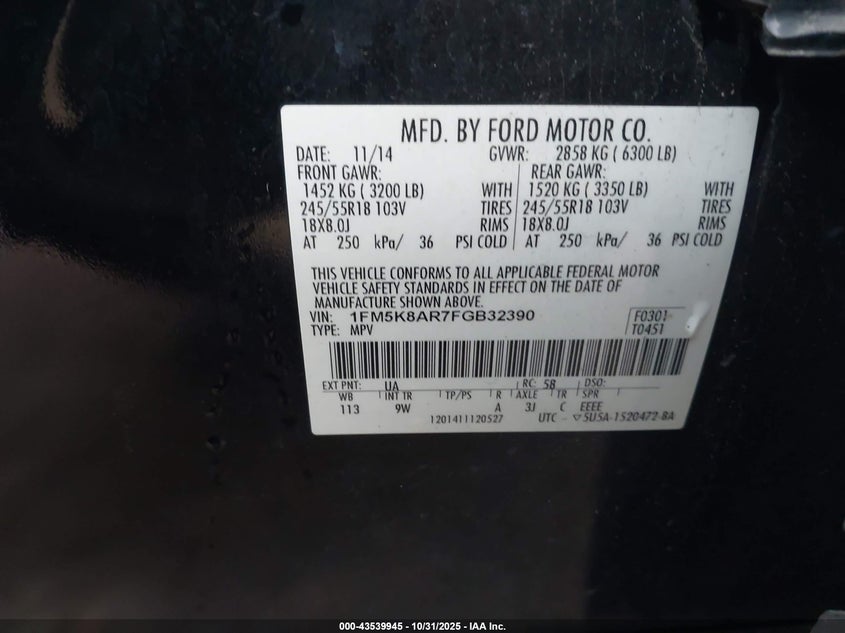 MFD. BY FORD MOTOR CO.
DATE: 11/14 GVWR: 2858 KG ( 6300 LB)
FRONT GAWR: REAR GAWR:
1452 KG ( 3200 LB) WITH 1520 KG ( 3350 LB) WITH
245/55R18 103V TIRES 245/55R18 103V TIRES
18X8.0J RIMS 18X8.0J RIMS
AT 250 kPa/ 36 PSI COLD AT 250 kPa/ 36 PSI COLD
THIS VEHICLE CONFORMS TO ALL APPLICABLE FEDERAL MOTOR
VEHICLE SAFETY STANDARDS IN EFFECT ON THE DATE OF
MANUFACTURE SHOWN ABOVE.
VIN: 1FM5K8AR7FGB32390 F0301
TYPE: MPV T0451
EXT PNT: UA RC: 58 DSO:
WB INT TR TP/PS R AXLE TR SPR
113 9W A 3J C EEEE
1201411120527 UTC - ▽5U5A-1520472-BA
000-43539945 - 10/31/2025 - IAA Inc.